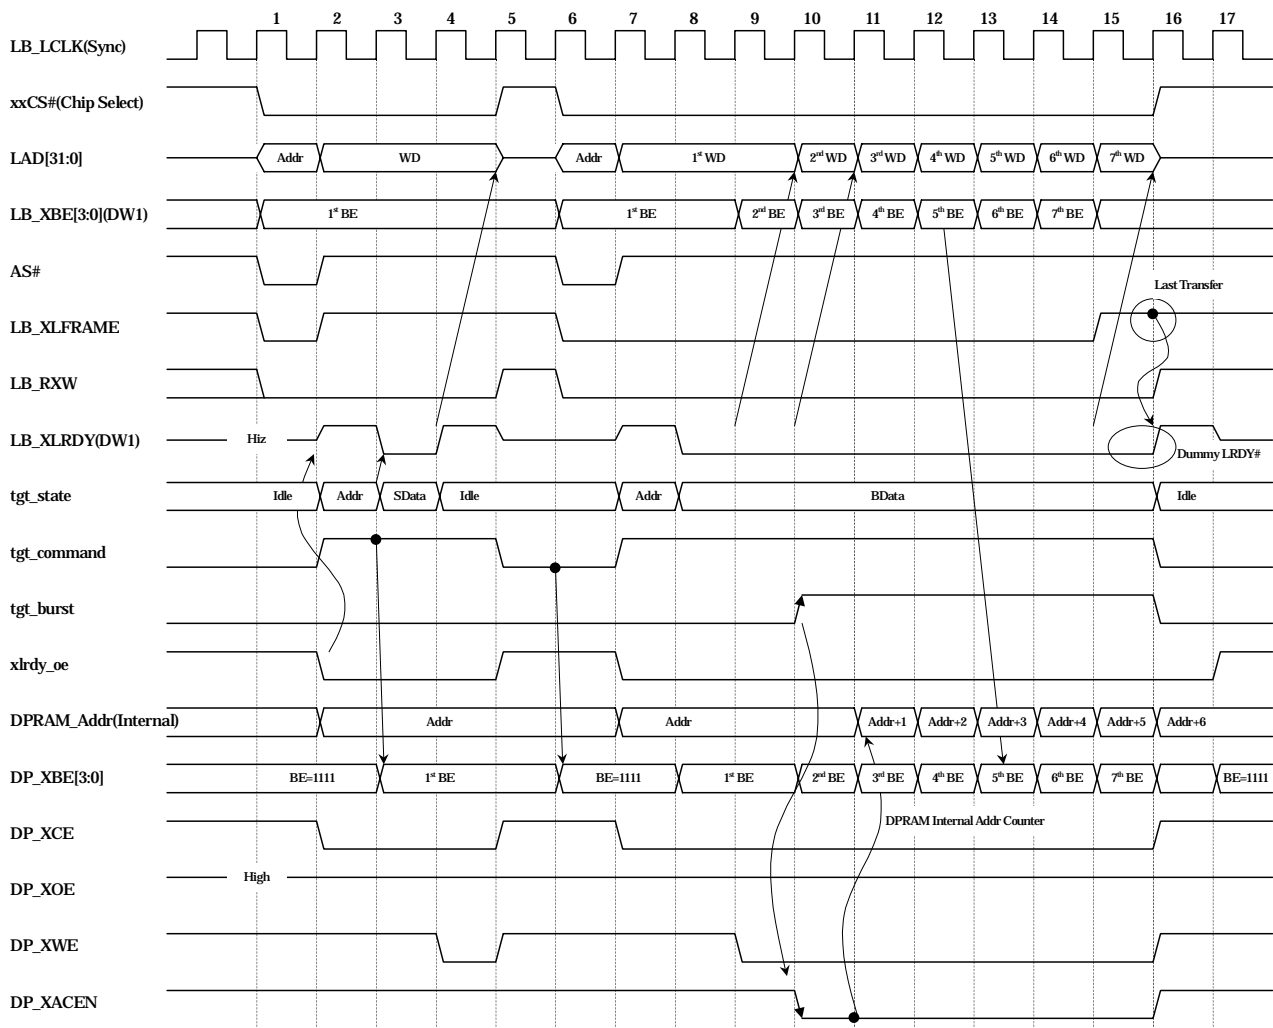 1 2 3 4 5 6 7 8 9 10 11 12 13 14 15 16 17
LB_LCLK(Sync)
xxCS#(Chip Select)
LAD[31:0] Addr WD Addr 1st WD 2nd WD 3rd WD 4th WD 5th WD 6th WD 7th WD
LB_XBE[3:0](DW1) 1st BE 1st BE 2nd BE 3rd BE 4th BE 5th BE 6th BE 7th BE
AS#
Last Transfer
LB_XLFRAME
LB_RXW
LB_XLRDY(DW1) Hiz
Dummy LRDY#
tgt_state Idle Addr SData Idle Addr BData Idle
tgt_command
tgt_burst
xlrdy_oe
DPRAM_Addr(Internal) Addr Addr Addr+1 Addr+2 Addr+3 Addr+4 Addr+5 Addr+6
DP_XBE[3:0] BE=1111 1st BE BE=1111 1st BE 2nd BE 3rd BE 4th BE 5th BE 6th BE 7th BE BE=1111
DPRAM Internal Addr Counter
DP_XCE
High
DP_XOE
DP_XWE
DP_XACEN